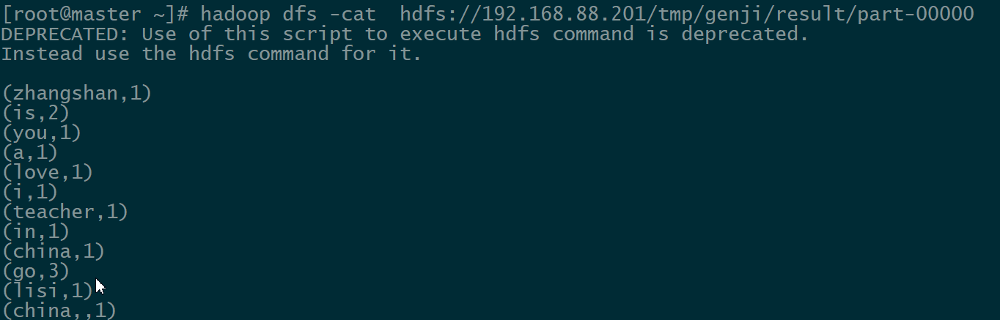 [root@master ~]# hadoop dfs -cat  hdfs://192.168.88.201/tmp/genji/result/part-00000
DEPRECATED: Use of this script to execute hdfs command is deprecated.
Instead use the hdfs command for it.

(zhangshan,1)
(is,2)
(you,1)
(a,1)
(love,1)
(i,1)
(teacher,1)
(in,1)
(china,1)
(go,3)
(lisi,1)
(china,,1)